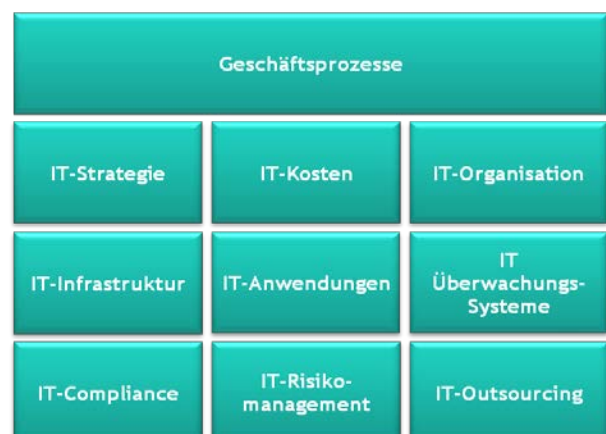 Geschäftsprozesse
IT-Strategie
IT-Kosten
IT-Organisation
IT-Infrastruktur
IT-Anwendungen
IT
Überwachungs-
Systeme
IT-Compliance
IT-Risiko-
management
IT-Outsourcing